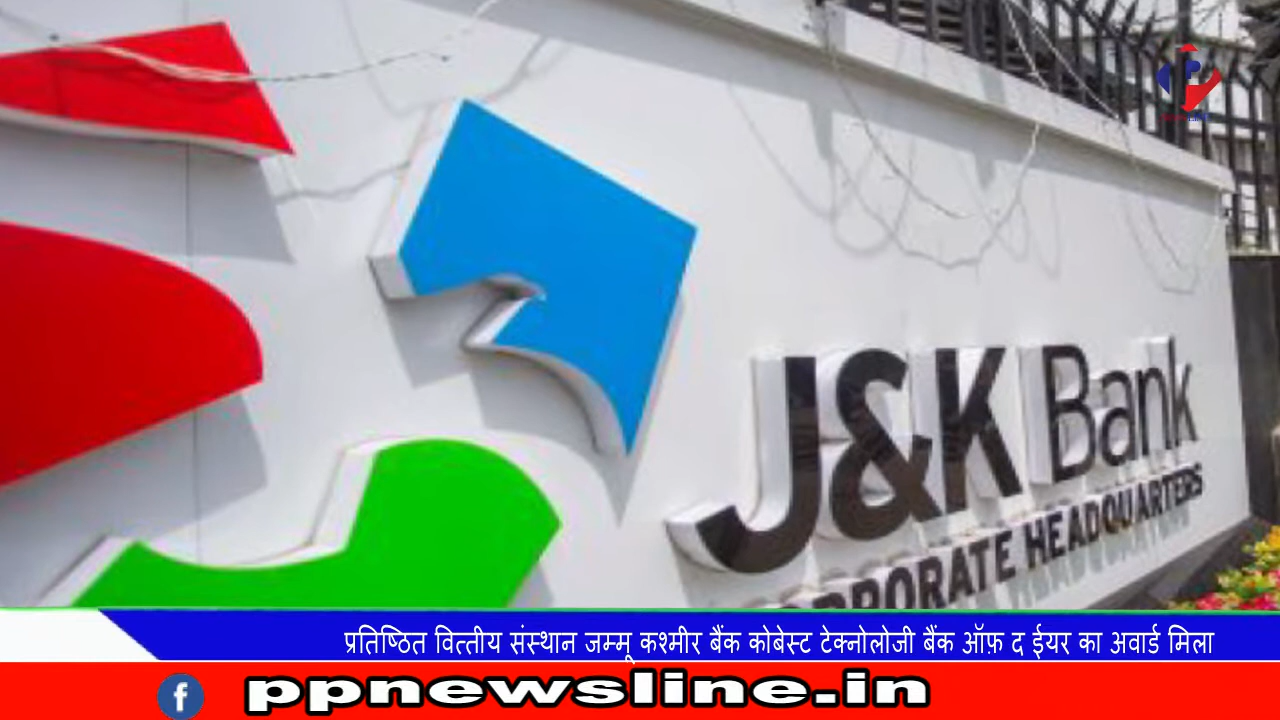 J&K Bank
CORPORATE HEADQUARTERS
प्रतिष्ठित वित्तीय संस्थान जम्मू कश्मीर बैंक कोबेस्ट टेक्नोलोजी बैंक ऑफ़ द ईयर का अवार्ड मिला
f ppnewsline.in